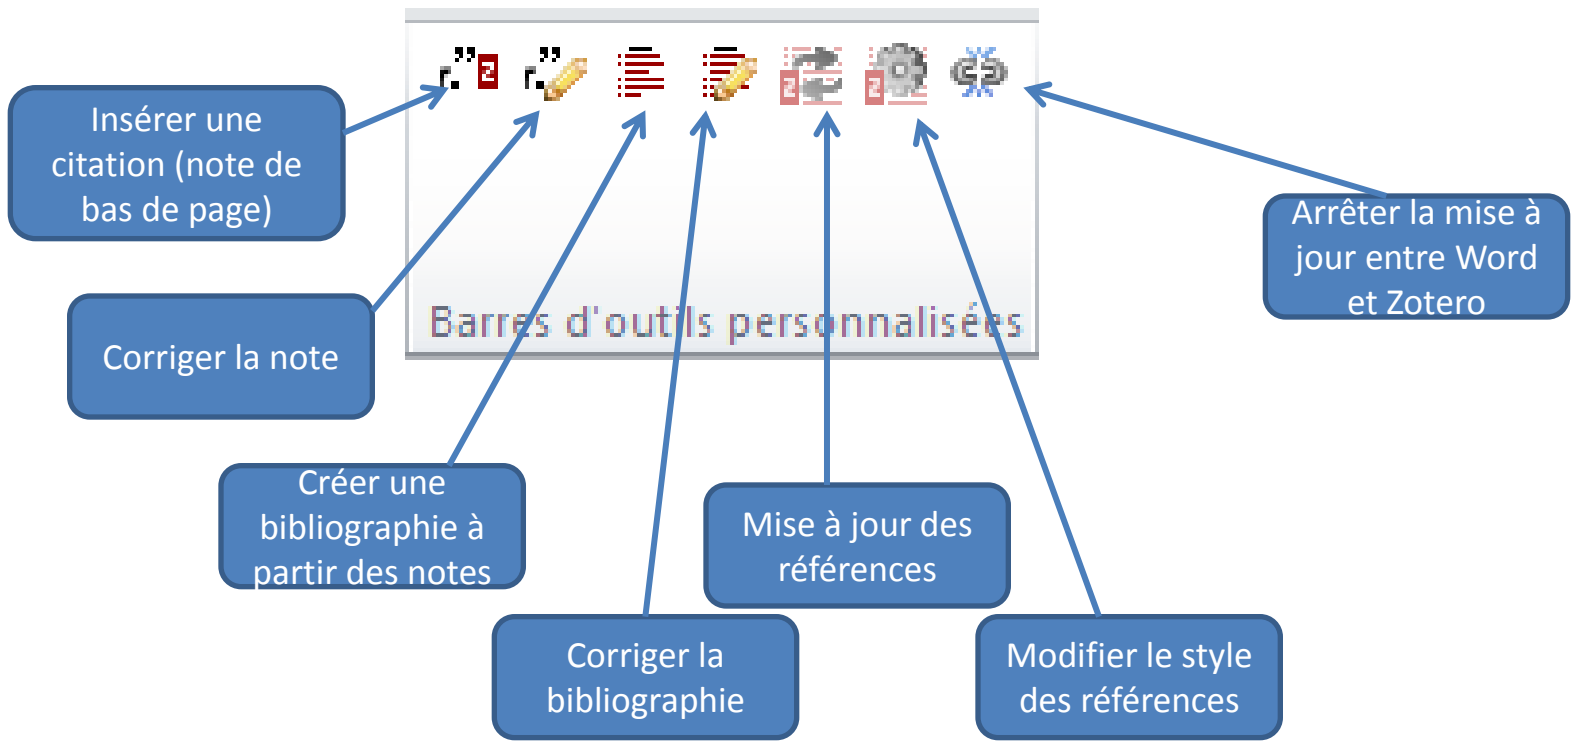 Insérer une
citation (note de
bas de page)
Arrêter la mise à
jour entre Word
et Zotero
Barres d'outils personnalisées
Corriger la note
Créer une
bibliographie à
partir des notes
Mise à jour des
références
Corriger la
bibliographie
Modifier le style
des références